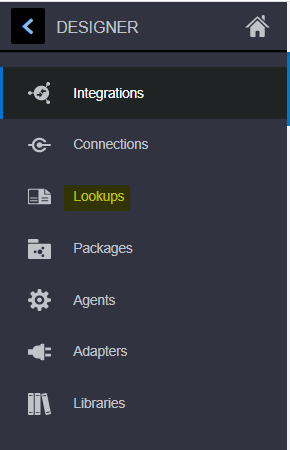 DESIGNER
Integrations
Connections
Lookups
Packages
Agents
Adapters
Libraries